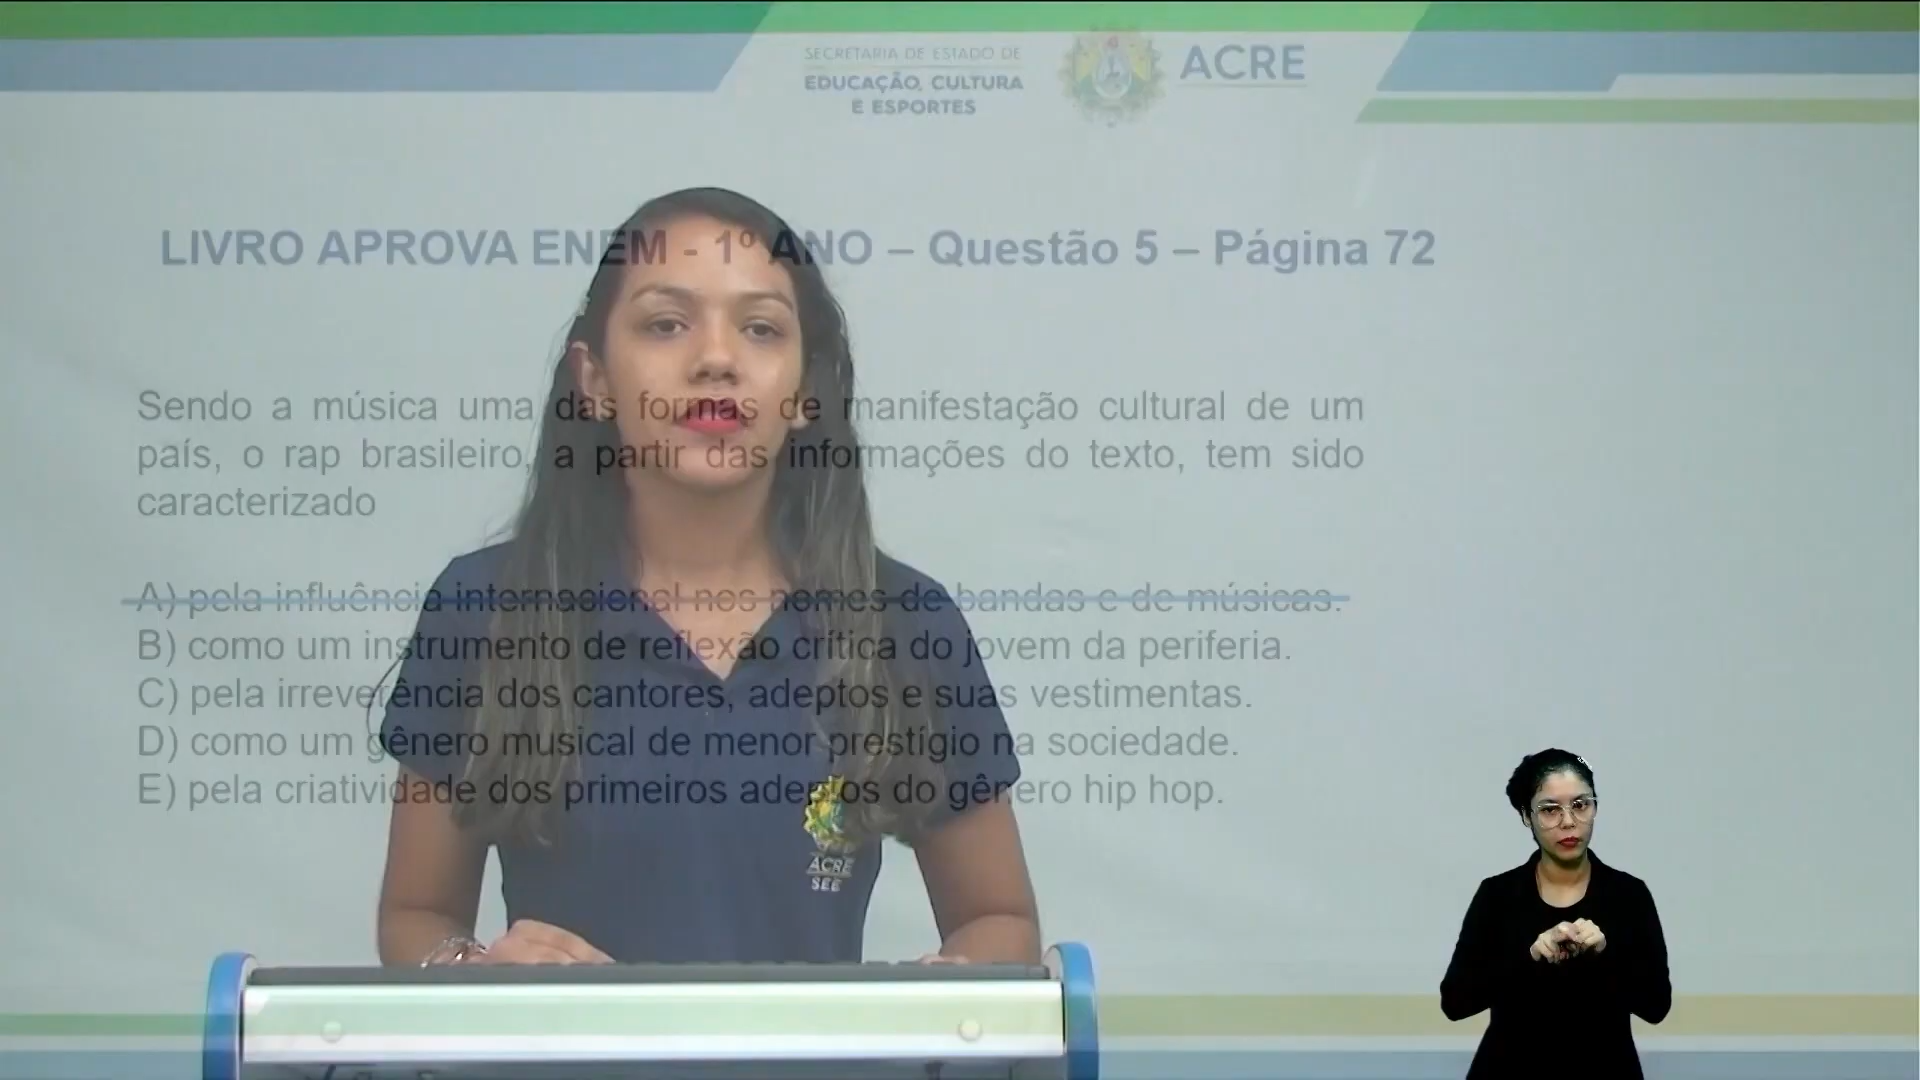 SECRETARIA DE ESTADO DE
EDUCAÇÃO, CULTURA
E ESPORTES
ACRE
LIVRO APROVA ENEM - 1º ANO – Questão 5 – Página 72
Sendo a música uma das formas de manifestação cultural de um
país, o rap brasileiro, a partir das informações do texto, tem sido
caracterizado
A) pela influência internacional nos nomes de bandas e de músicas.
B) como um instrumento de reflexão crítica do jovem da periferia.
C) pela irreverência dos cantores, adeptos e suas vestimentas.
D) como um gênero musical de menor prestígio na sociedade.
E) pela criatividade dos primeiros adeptos do gênero hip hop.
ACRE
SEE